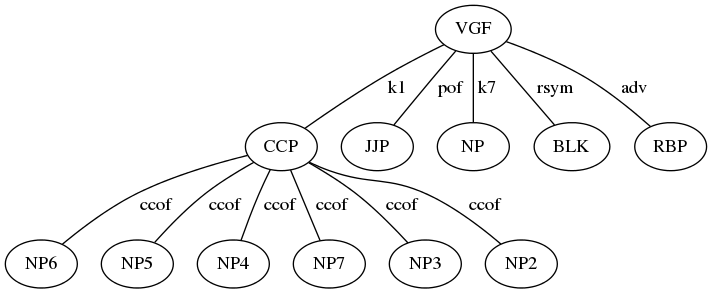 VGF
k1 pof k7 rsym adv
CCP JJP NP BLK RBP
ccof ccof ccof ccof ccof ccof
NP6 NP5 NP4 NP7 NP3 NP2